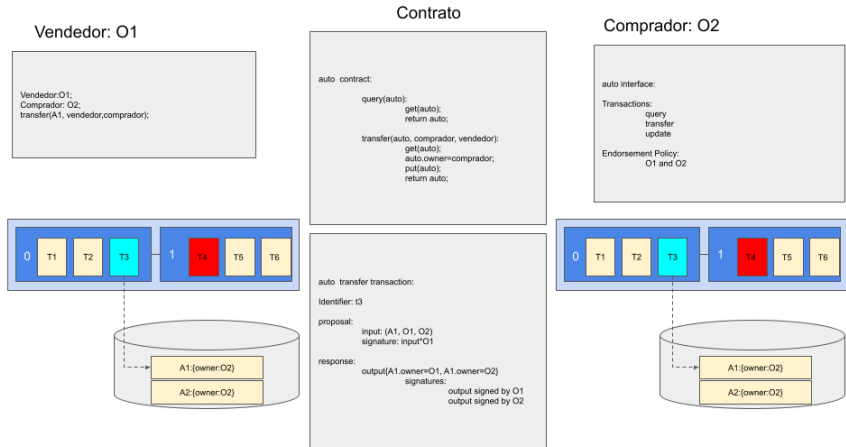 Contrato
Vendedor: O1
Comprador: O2
Vendedor:O1;
Comprador: O2;
transfer(A1, vendedor,comprador);
auto contract:
query(auto):
get(auto);
return auto;
transfer(auto, comprador, vendedor):
get(auto);
auto.owner=comprador;
put(auto);
return auto;
auto interface:
Transactions:
query
transfer
update
Endorsement Policy:
O1 and O2
0 T1 T2 T3 1 T4 T5 T6
A1:{owner:O2}
A2:{owner:O2}
auto transfer transaction:
Identifier: t3
proposal:
input: (A1, O1, O2)
signature: input*O1
response:
output{A1.owner=O1, A1.owner=O2}
signatures:
output signed by O1
output signed by O2
0 T1 T2 T3 1 T4 T5 T6
A1:{owner:O2}
A2:{owner:O2}